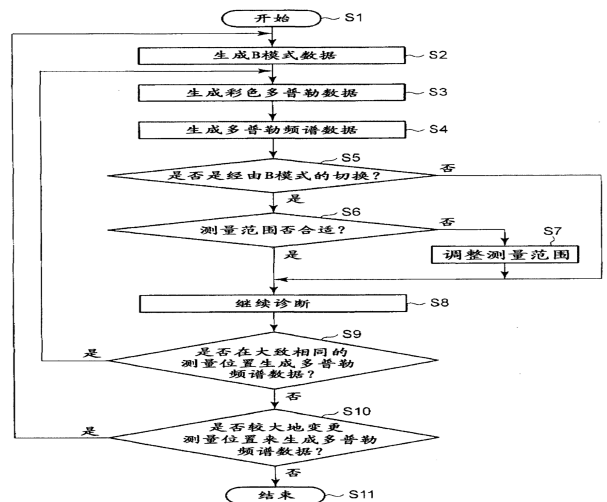 开始
S1
生成B模式数据
S2
生成彩色多普勒数据
S3
生成多普勒频谱数据
S4
S5
是否是经由B模式的切换?
否
是
S6
测量范围否合适?
否
S7
调整测量范围
是
继续诊断
S8
S9
是否在大致相同的
测量位置生成多普勒
频谱数据?
是
否
S10
是否较大地变更
测量位置来生成多普勒
频谱数据?
是
否
结束
S11